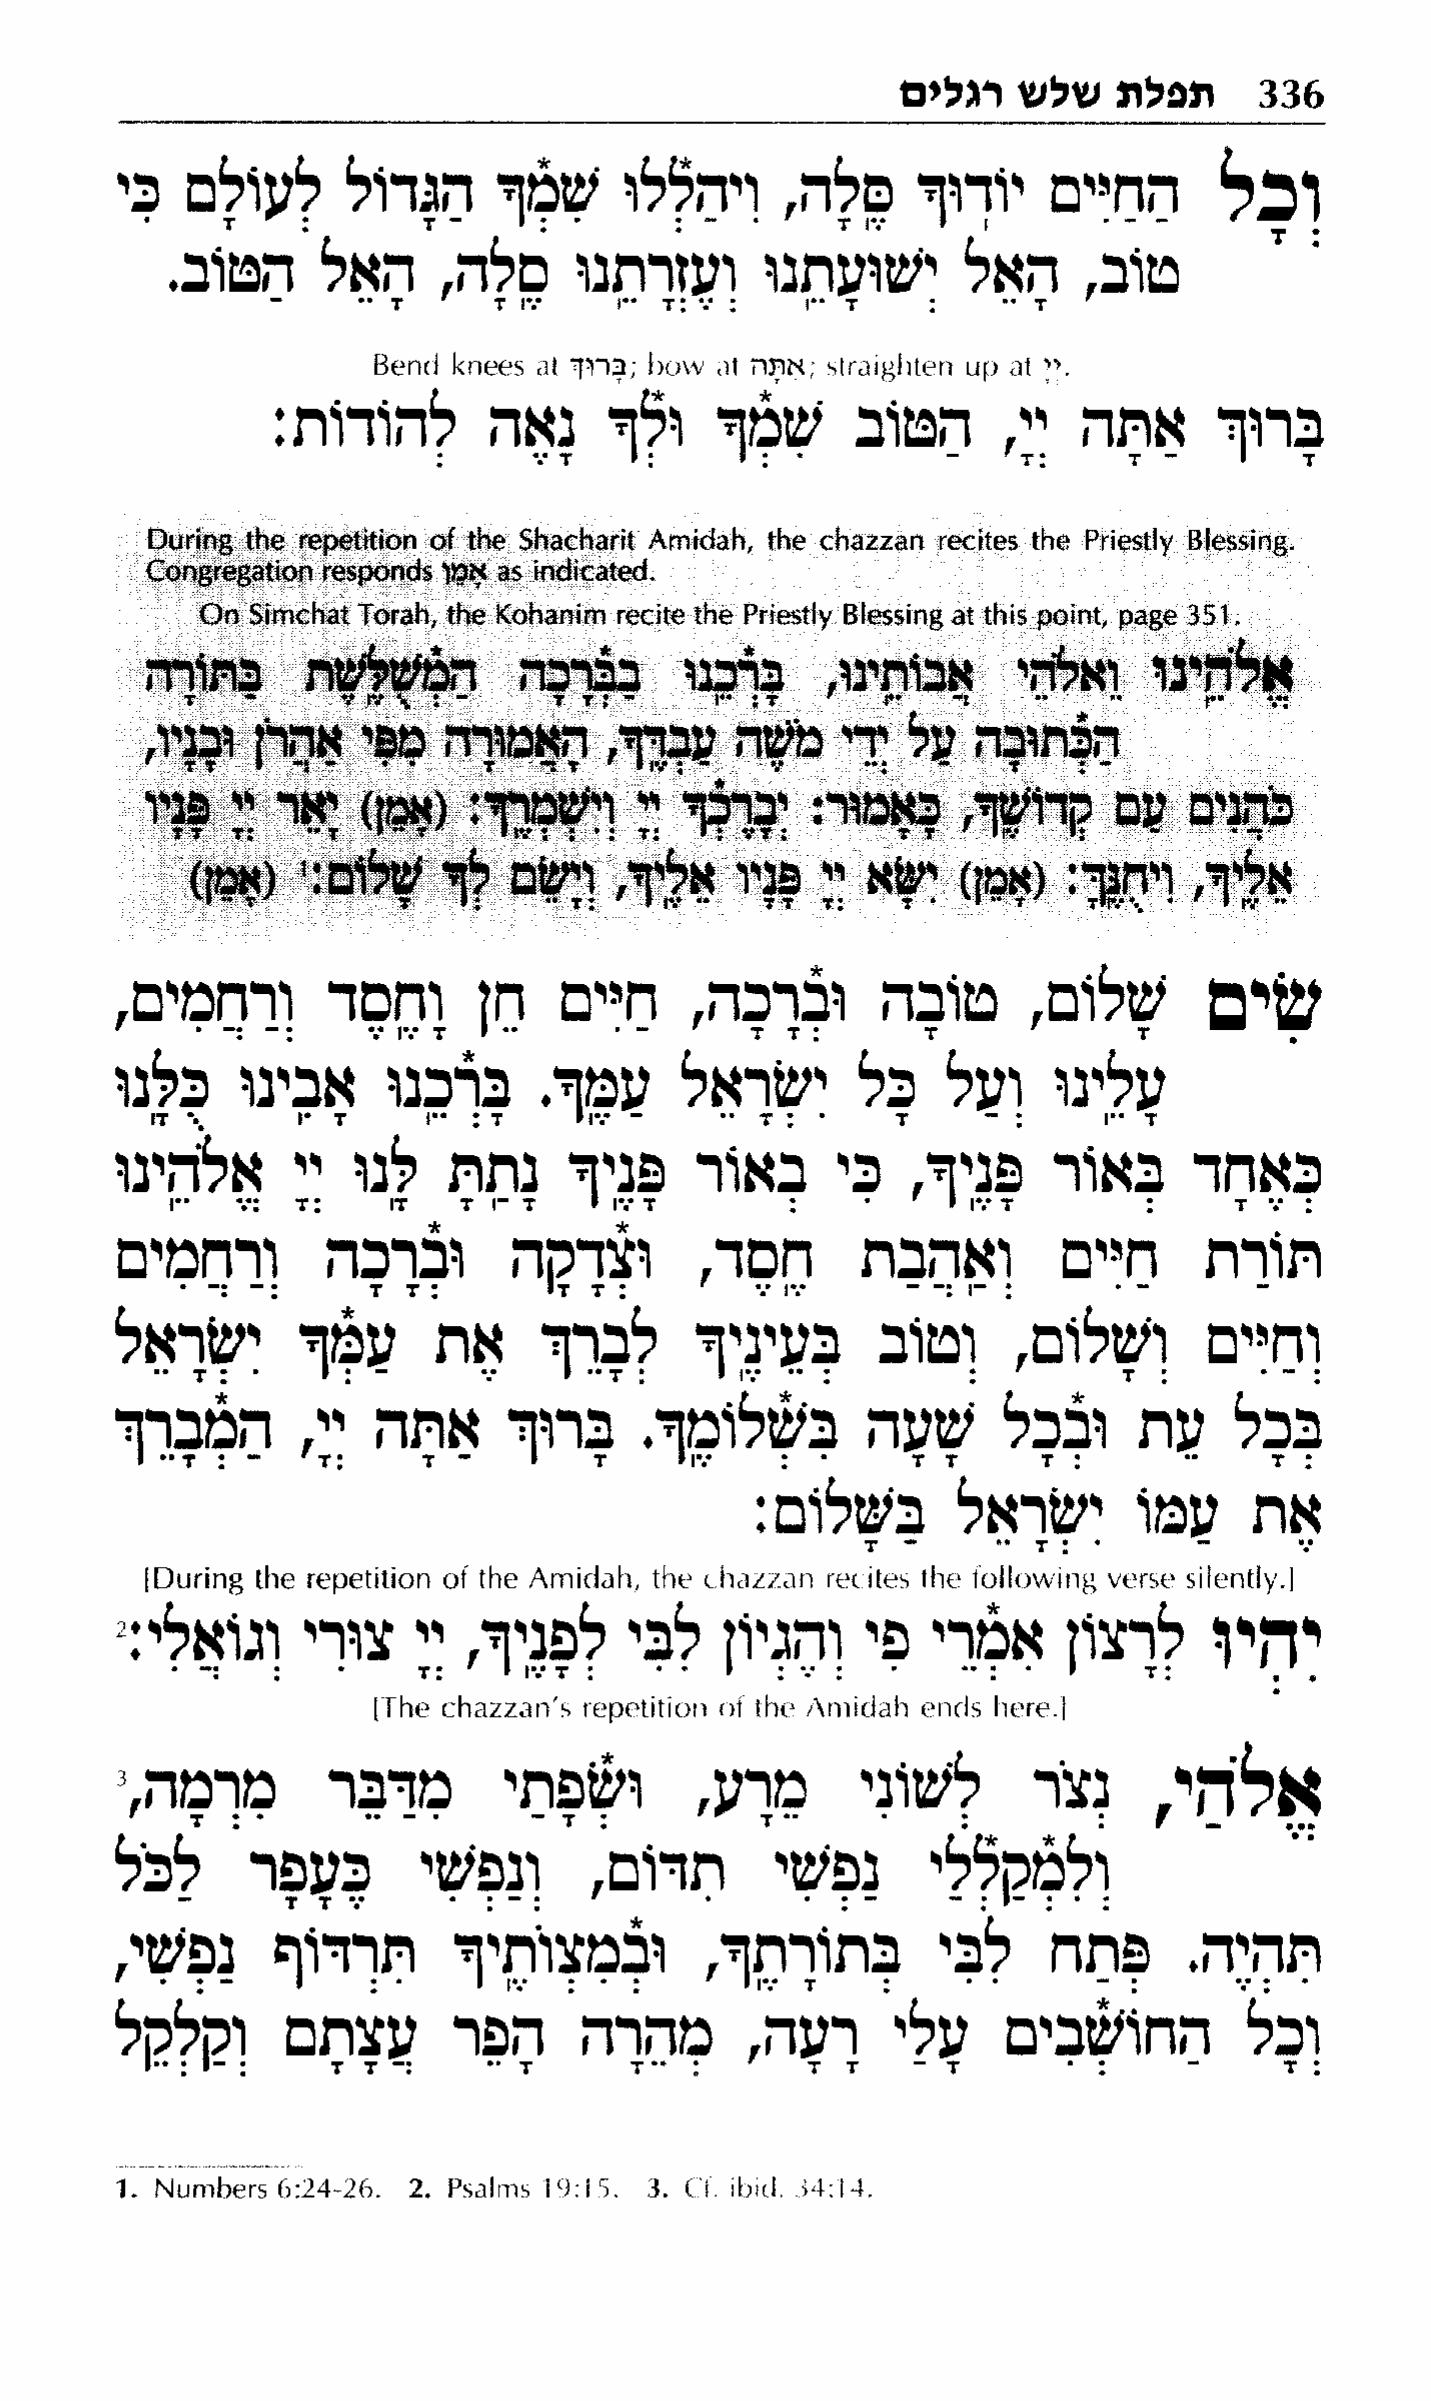 336 תפלת שלש רגלים
וְכָל הַחַיִּים יוֹדֽוּךָ סֶּֽלָה, וִיהַלְ*לוּ שִׁמְ*ךָ הַגָּדוֹל לְעוֹלָם כִּי
טוֹב, הָאֵל יְשׁוּעָתֵֽנוּ וְעֶזְרָתֵֽנוּ סֶֽלָה, הָאֵל הַטּוֹב.
Bend knees at בָּרוּךְ; bow at אַתָּה; straighten up at יְיָ.
בָּרוּךְ אַתָּה יְיָ, הַטּוֹב שִׁמְ*ךָ וּלְ*ךָ נָאֶה לְהוֹדוֹת:
During the repetition of the Shacharit Amidah, the chazzan recites the Priestly Blessing.
Congregation responds אָמֵן as indicated.
On Simchat Torah, the Kohanim recite the Priestly Blessing at this point, page 351.
אֱלֹהֵֽינוּ וֵאלֹהֵי אֲבוֹתֵֽינוּ, בָּרְ*כֵֽנוּ בַבְּ*רָכָה הַמְ*שֻׁלֶּֽשֶׁת בַּתּוֹרָה
הַכְּ*תוּבָה עַל יְדֵי מֹשֶׁה עַבְדֶּֽךָ, הָאֲמוּרָה מִפִּי אַהֲרֹן וּבָנָיו,
כֹּהֲנִים עַם קְדוֹשֶֽׁךָ, כָּאָמוּר: יְבָרֶכְ*ךָ יְיָ וְיִשְׁמְרֶֽךָ: (אָמֵן) יָאֵר יְיָ פָּנָיו
אֵלֶֽיךָ, וִיחֻנֶּֽךָּ: (אָמֵן) יִשָּׂא יְיָ פָּנָיו אֵלֶֽיךָ, וְיָשֵׂם לְךָ שָׁלוֹם:1 (אָמֵן)
שִׂים שָׁלוֹם, טוֹבָה וּבְ*רָכָה, חַיִּים חֵן וָחֶֽסֶד וְרַחֲמִים,
עָלֵֽינוּ וְעַל כָּל יִשְׂרָאֵל עַמֶּֽךָ. בָּרְ*כֵֽנוּ אָבִֽינוּ כֻּלָּֽנוּ
כְּאֶחָד בְּאוֹר פָּנֶֽיךָ, כִּי בְאוֹר פָּנֶֽיךָ נָתַֽתָּ לָּֽנוּ יְיָ אֱלֹהֵֽינוּ
תּוֹרַת חַיִּים וְאַהֲבַת חֶֽסֶד, וּצְ*דָקָה וּבְ*רָכָה וְרַחֲמִים
וְחַיִּים וְשָׁלוֹם, וְטוֹב בְּעֵינֶֽיךָ לְבָרֵךְ אֶת עַמְּ*ךָ יִשְׂרָאֵל
בְּכָל עֵת וּבְ*כָל שָׁעָה בִּשְׁ*לוֹמֶֽךָ. בָּרוּךְ אַתָּה יְיָ, הַמְ*בָרֵךְ
אֶת עַמּוֹ יִשְׂרָאֵל בַּשָּׁלוֹם:
[During the repetition of the Amidah, the chazzan recites the following verse silently.]
יִהְיוּ לְרָצוֹן אִמְ*רֵי פִי וְהֶגְיוֹן לִבִּי לְפָנֶֽיךָ, יְיָ צוּרִי וְגוֹאֲלִי:2
[The chazzan's repetition of the Amidah ends here.]
אֱלֹהַי, נְצֹר לְשׁוֹנִי מֵרָע, וּשְׂ*פָתַי מִדַּבֵּר מִרְמָה,3
וְלִמְ*קַלְ*לַי נַפְשִׁי תִדּוֹם, וְנַפְשִׁי כֶּעָפָר לַכֹּל
תִּהְיֶה. פְּתַח לִבִּי בְּתוֹרָתֶֽךָ, וּבְ*מִצְוֹתֶֽיךָ תִּרְדּוֹף נַפְשִׁי,
וְכָל הַחוֹשְׁ*בִים עָלַי רָעָה, מְהֵרָה הָפֵר עֲצָתָם וְקַלְקֵל
1. Numbers 6:24-26. 2. Psalms 19:15. 3. Cf. ibid. 34:14.